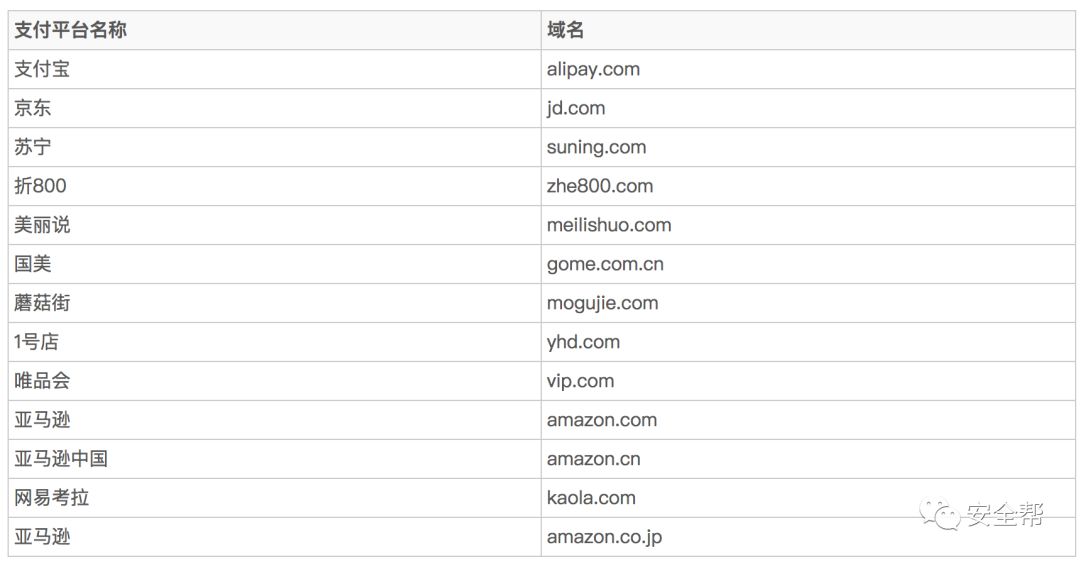 支付平台名称 域名
支付宝 alipay.com
京东 jd.com
苏宁 suning.com
折800 zhe800.com
美丽说 meilishuo.com
国美 gome.com.cn
蘑菇街 mogujie.com
1号店 yhd.com
唯品会 vip.com
亚马逊 amazon.com
亚马逊中国 amazon.cn
网易考拉 kaola.com
亚马逊 amazon.co.jp
安全帮